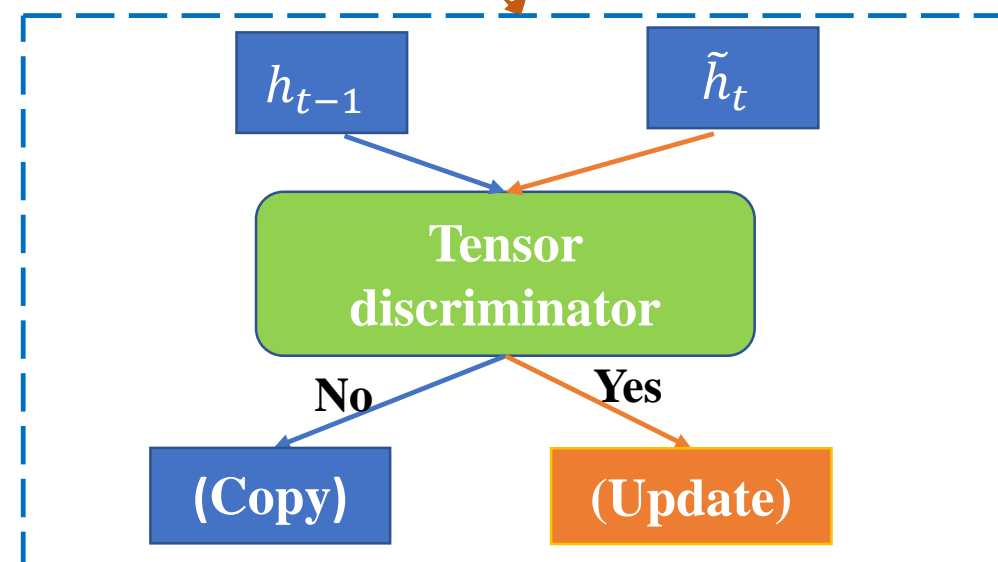 h_{t−1}
h̃_t
Tensor
discriminator
No
Yes
(Copy)
(Update)